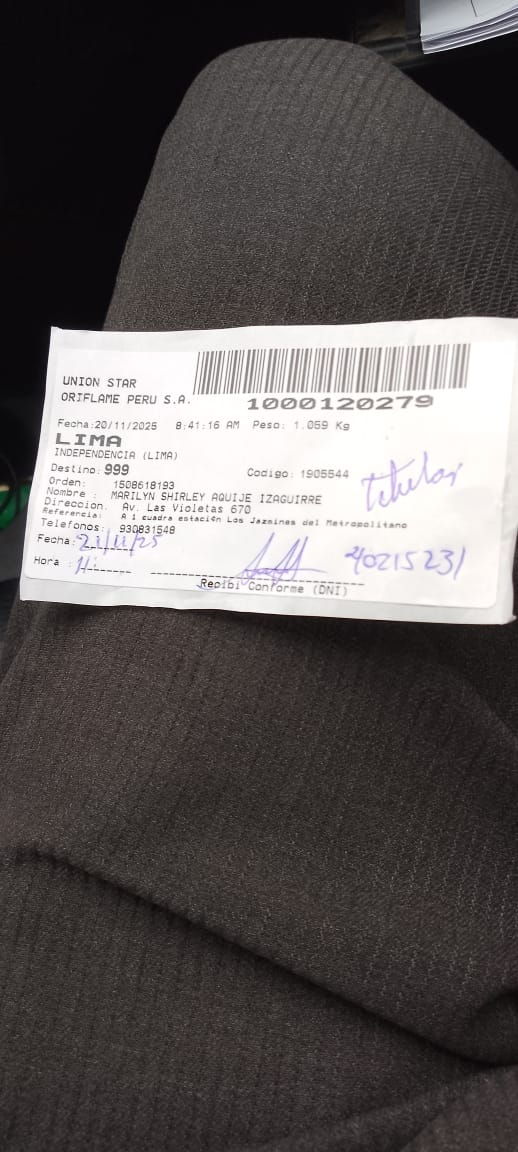 UNION STAR
ORIFLAME PERU S.A.
1000120279
Fecha:20/11/2025 8:41:16 AM Peso: 1.059 Kg
LIMA
INDEPENDENCIA (LIMA)
Destino: 999 Codigo: 1905544
Orden: 1508618193
Nombre : MARILYN SHIRLEY AQUIJE IZAGUIRRE
Direccion. Av. Las Violetas 670
Referencia: A 1 cuadra estación Los Jazmines del Metropolitano
Telefonos: 930831548
titular
Fecha: 21/11/25
40215231
Hora :
Recibi Conforme (DNI)